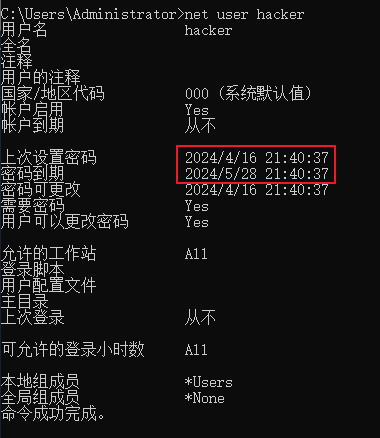 C:\Users\Administrator>net user hacker
用户名 hacker
全名
注释
用户的注释
国家/地区代码 000 (系统默认值)
帐户启用 Yes
帐户到期 从不
上次设置密码 2024/4/16 21:40:37
密码到期 2024/5/28 21:40:37
密码可更改 2024/4/16 21:40:37
需要密码 Yes
用户可以更改密码 Yes
允许的工作站 All
登录脚本
用户配置文件
主目录
上次登录 从不
可允许的登录小时数 All
本地组成员 *Users
全局组成员 *None
命令成功完成。